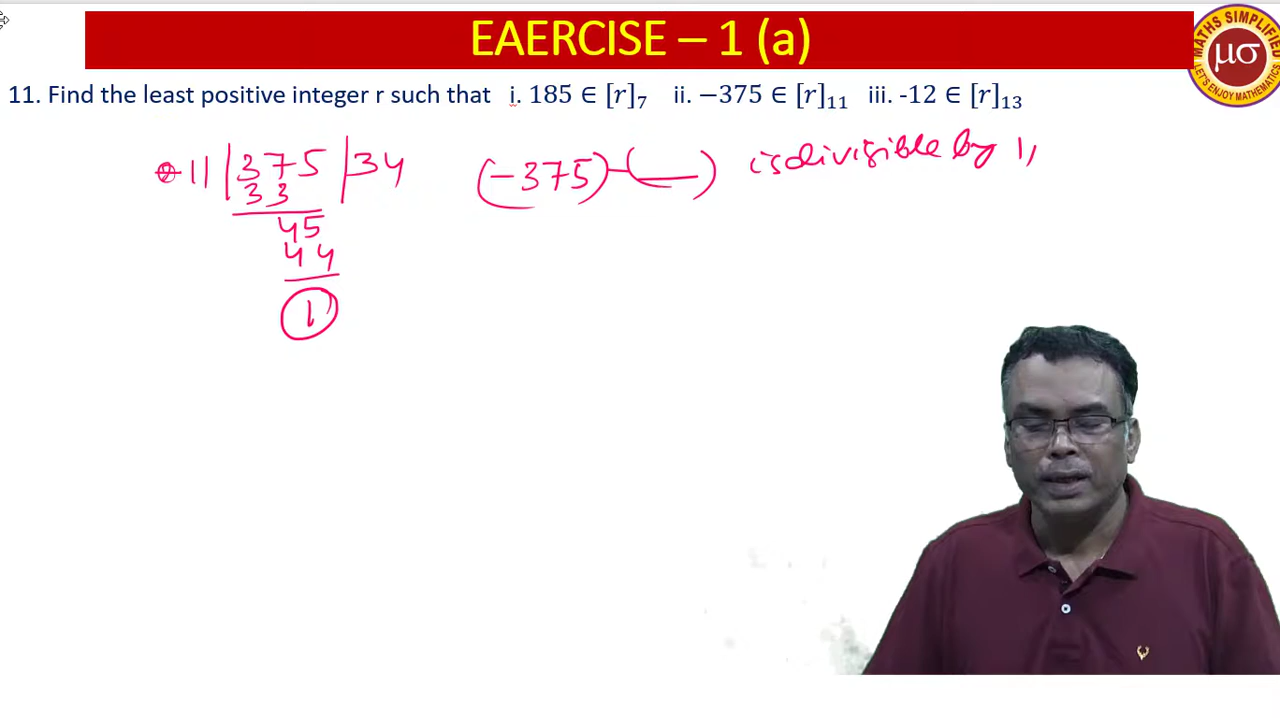 EAERCISE – 1 (a)
MATHS SIMPLIFIED
μσ
LET'S ENJOY MATHEMATICS
11. Find the least positive integer r such that i. 185 ∈ [r]₇ ii. −375 ∈ [r]₁₁ iii. -12 ∈ [r]₁₃
11 | 375 | 34
33
45
44
1
(−375) − (__) is divisible by 11